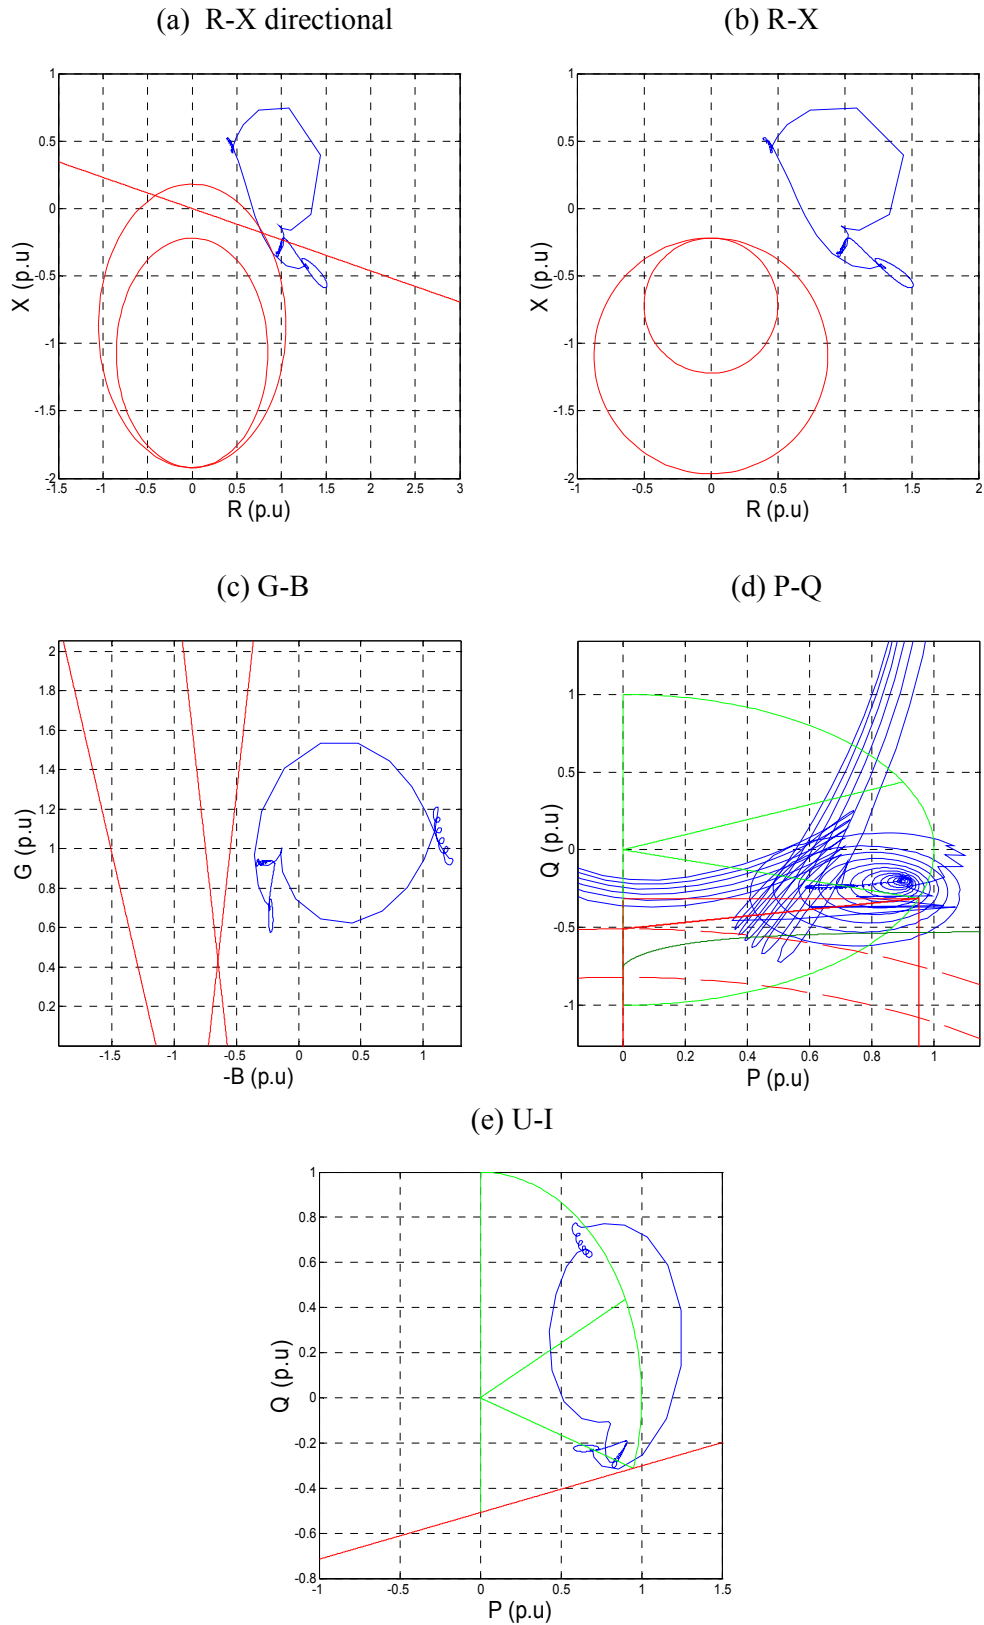 (a) R-X directional
(b) R-X
1
0.5
0
-0.5
-1
-1.5
-2
X (p.u)
-1.5 -1 -0.5 0 0.5 1 1.5 2 2.5 3
R (p.u)
1
0.5
0
-0.5
-1
-1.5
-2
X (p.u)
-1 -0.5 0 0.5 1 1.5 2
R (p.u)
(c) G-B
(d) P-Q
2
1.8
1.6
1.4
1.2
1
0.8
0.6
0.4
0.2
G (p.u)
-1.5 -1 -0.5 0 0.5 1
-B (p.u)
1
0.5
0
-0.5
-1
Q (p.u)
0 0.2 0.4 0.6 0.8 1
P (p.u)
(e) U-I
1
0.8
0.6
0.4
0.2
0
-0.2
-0.4
-0.6
-0.8
Q (p.u)
-1 -0.5 0 0.5 1 1.5
P (p.u)